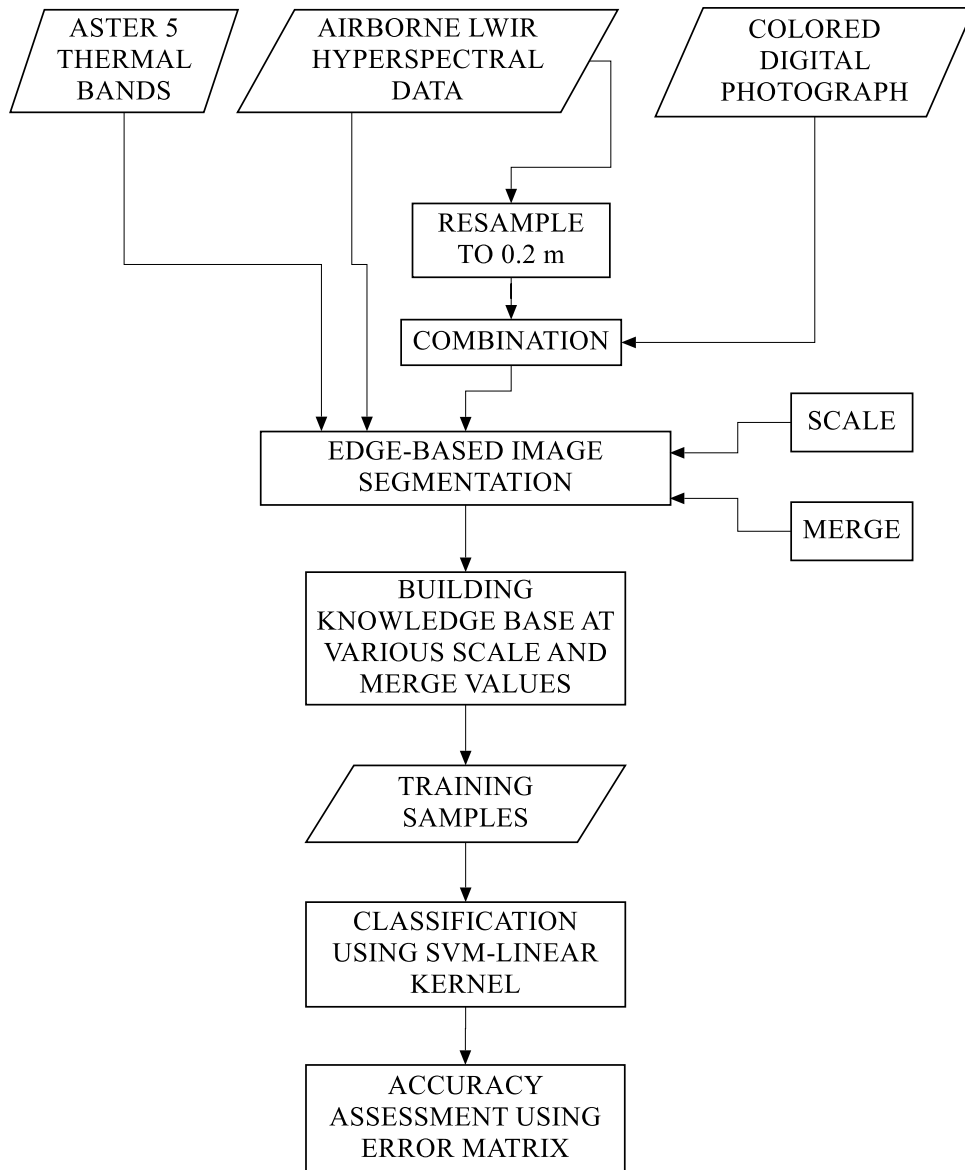 ASTER 5
THERMAL
BANDS
AIRBORNE LWIR
HYPERSPECTRAL
DATA
COLORED
DIGITAL
PHOTOGRAPH
RESAMPLE
TO 0.2 m
COMBINATION
SCALE
EDGE-BASED IMAGE
SEGMENTATION
MERGE
BUILDING
KNOWLEDGE BASE AT
VARIOUS SCALE AND
MERGE VALUES
TRAINING
SAMPLES
CLASSIFICATION
USING SVM-LINEAR
KERNEL
ACCURACY
ASSESSMENT USING
ERROR MATRIX